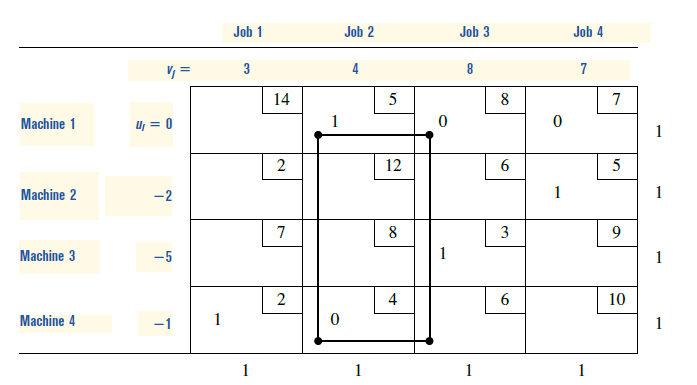 Job 1 Job 2 Job 3 Job 4
vj = 3 4 8 7
14 5 8 7
Machine 1 ui = 0 1 0 0 1
2 12 6 5
Machine 2 −2 1 1
7 8 3 9
Machine 3 −5 1 1
2 4 6 10
Machine 4 −1 1 0 1
1 1 1 1